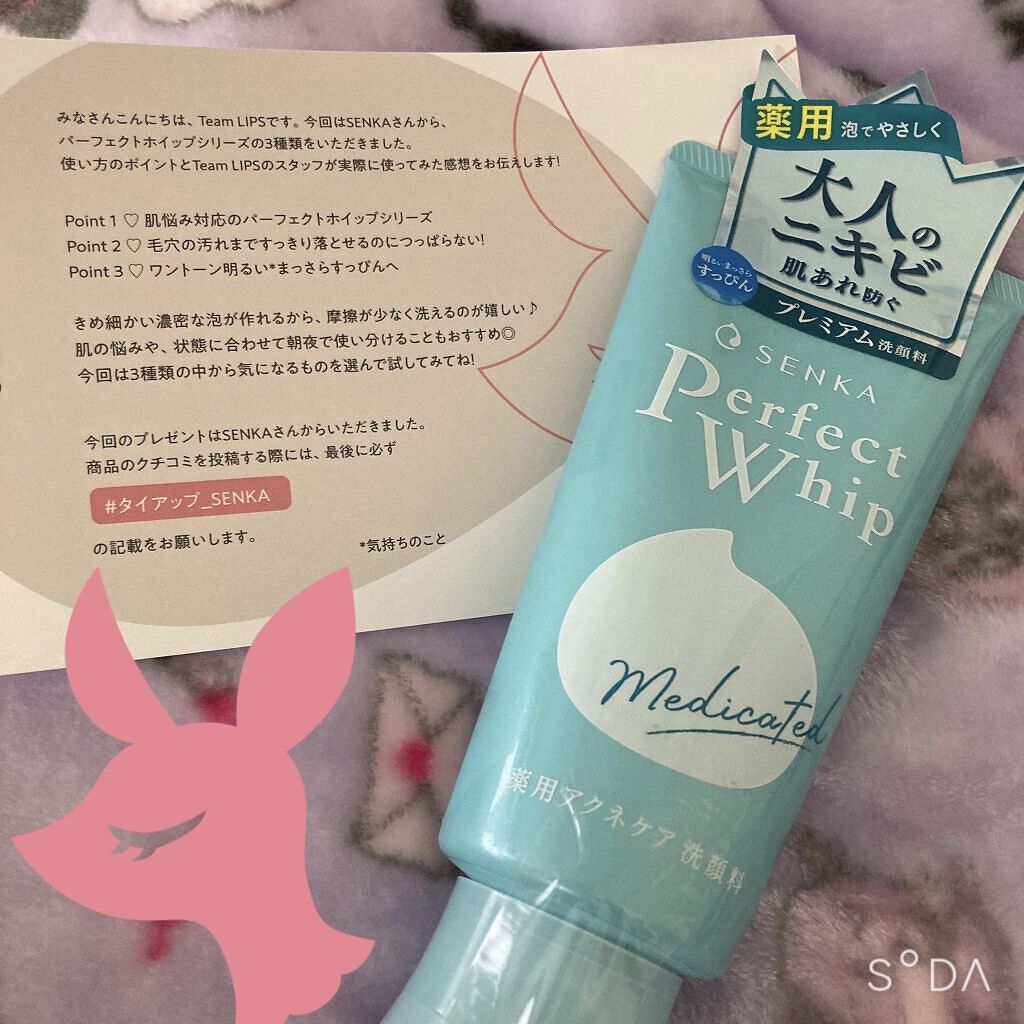 みなさんこんにちは、Team LIPSです。今回はSENKAさんから、
パーフェクトホイップシリーズの3種類をいただきました。
使い方のポイントとTeam LIPSのスタッフが実際に使ってみた感想をお伝えします!
Point 1 ♡ 肌悩み対応のパーフェクトホイップシリーズ
Point 2 ♡ 毛穴の汚れまですっきり落とせるのにつっぱらない!
Point 3 ♡ ワントーン明るい*まっさらすっぴんへ
きめ細かい濃密な泡が作れるから、摩擦が少なく洗えるのが嬉しい♪
肌の悩みや、状態に合わせて朝夜で使い分けることもおすすめ◎
今回は3種類の中から気になるものを選んで試してみてね!
今回のプレゼントはSENKAさんからいただきました。
商品のクチコミを投稿する際には、最後に必ず
#タイアップ_SENKA
の記載をお願いします。
*気持ちのこと
薬用 泡でやさしく
大人の
ニキビ
肌あれ防ぐ
明るいまっさら
すっぴん
プレミアム洗顔料
SENKA
Perfect
Whip
Medicated
薬用アクネケア 洗顔料
SODA